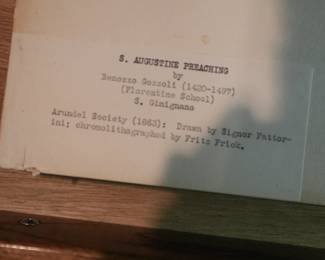 S. AUGUSTINE PREACHING
by
Benozzo Gozzoli (1420-1497)
(Florentine School)
S. Ginignano
Arundel Society (1863): Drawn by Signor Fattor-
ini; chromolithographed by Fritz Frick.